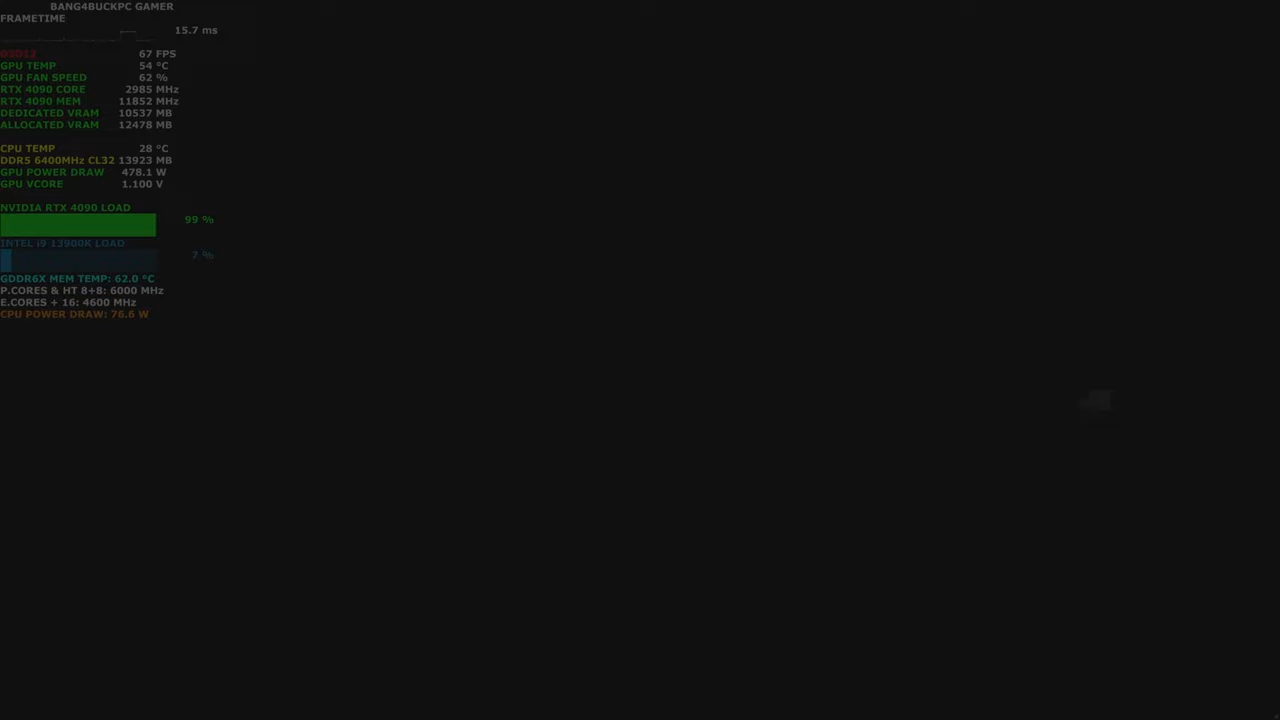 BANG4BUCKPC GAMER
FRAMETIME
15.7 ms
D3D12 67 FPS
GPU TEMP 54 °C
GPU FAN SPEED 62 %
RTX 4090 CORE 2985 MHz
RTX 4090 MEM 11852 MHz
DEDICATED VRAM 10537 MB
ALLOCATED VRAM 12478 MB
CPU TEMP 28 °C
DDR5 6400MHz CL32 13923 MB
GPU POWER DRAW 478.1 W
GPU VCORE 1.100 V
NVIDIA RTX 4090 LOAD
99 %
INTEL i9 13900K LOAD
7 %
GDDR6X MEM TEMP: 62.0 °C
P.CORES & HT 8+8: 6000 MHz
E.CORES + 16: 4600 MHz
CPU POWER DRAW: 76.6 W